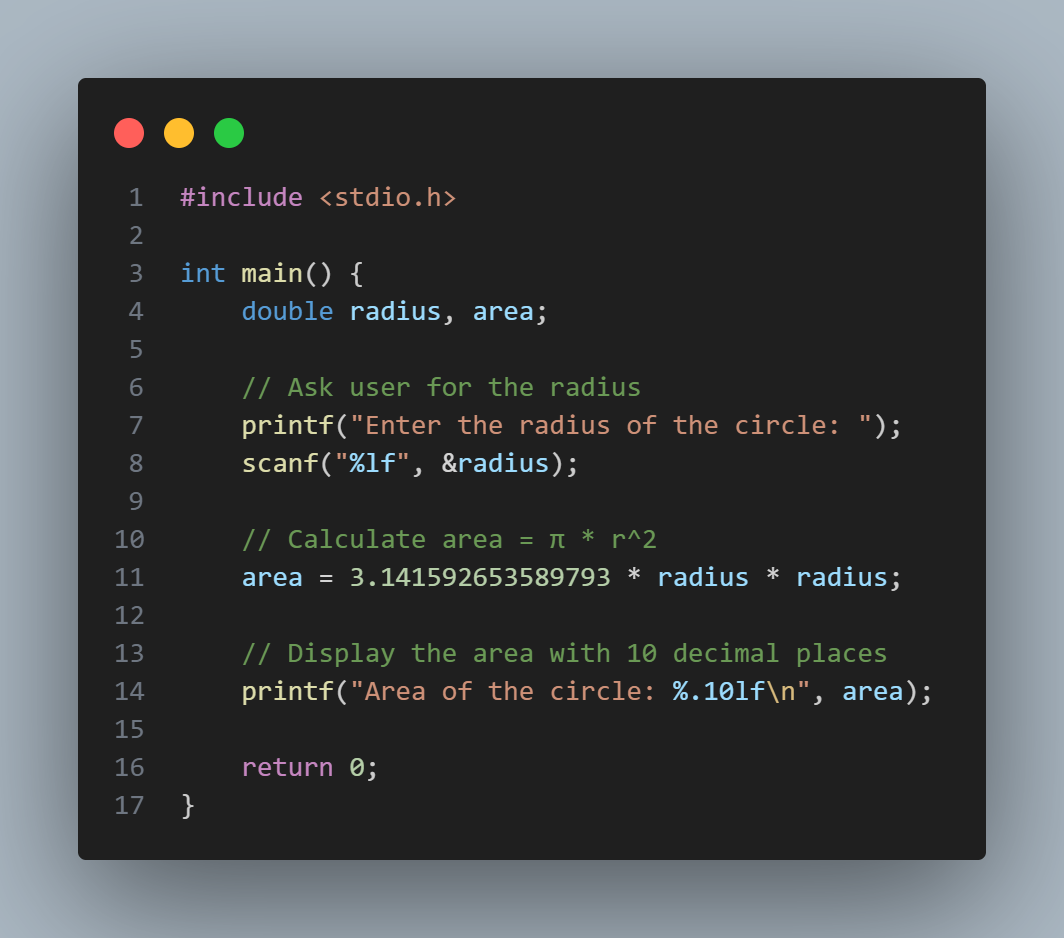 1 #include <stdio.h>
2
3 int main() {
4     double radius, area;
5
6     // Ask user for the radius
7     printf("Enter the radius of the circle: ");
8     scanf("%lf", &radius);
9
10     // Calculate area = π * r^2
11     area = 3.141592653589793 * radius * radius;
12
13     // Display the area with 10 decimal places
14     printf("Area of the circle: %.10lf\n", area);
15
16     return 0;
17 }